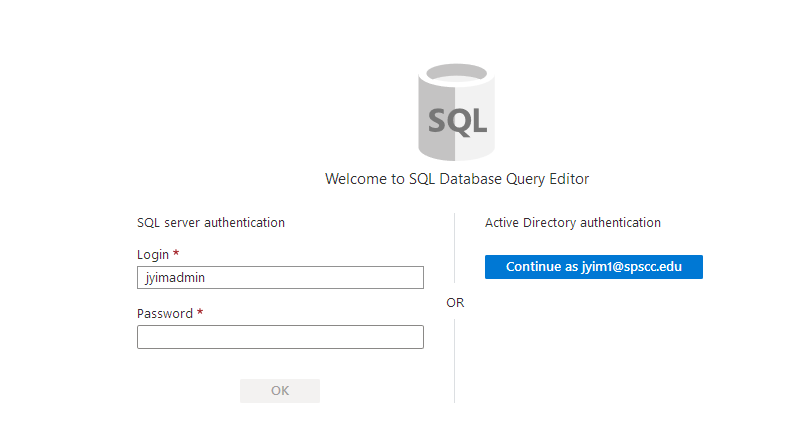 SQL
Welcome to SQL Database Query Editor
SQL server authentication
Login *
jyimadmin
Password *
OK
OR
Active Directory authentication
Continue as jyim1@spscc.edu